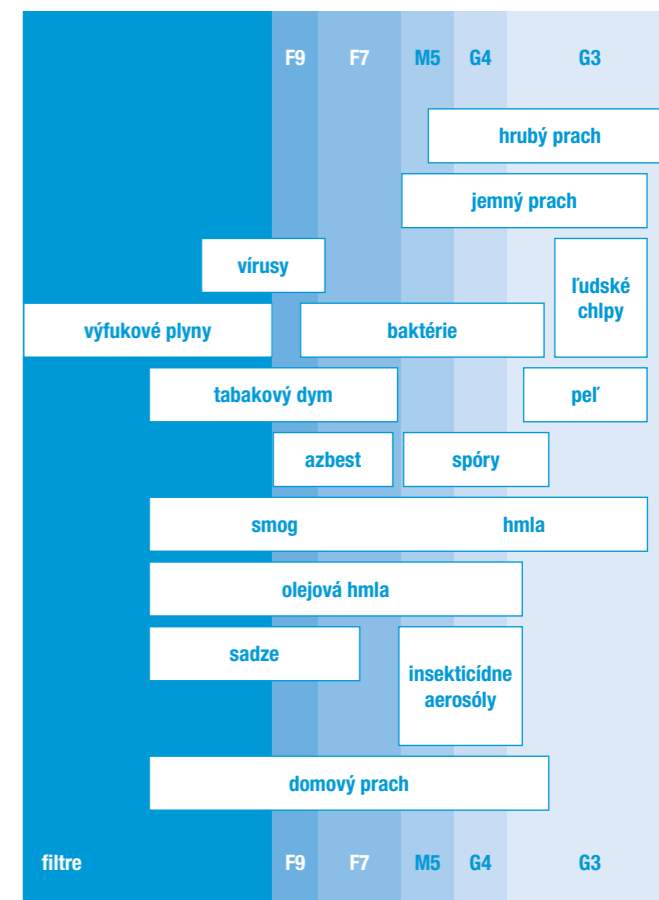 F9 F7 M5 G4 G3
hrubý prach
jemný prach
vírusy
ľudské
chlpy
výfukové plyny
baktérie
tabakový dym
peľ
azbest
spóry
smog
hmla
olejová hmla
sadze
insekticídne
aerosóly
domový prach
filtre F9 F7 M5 G4 G3